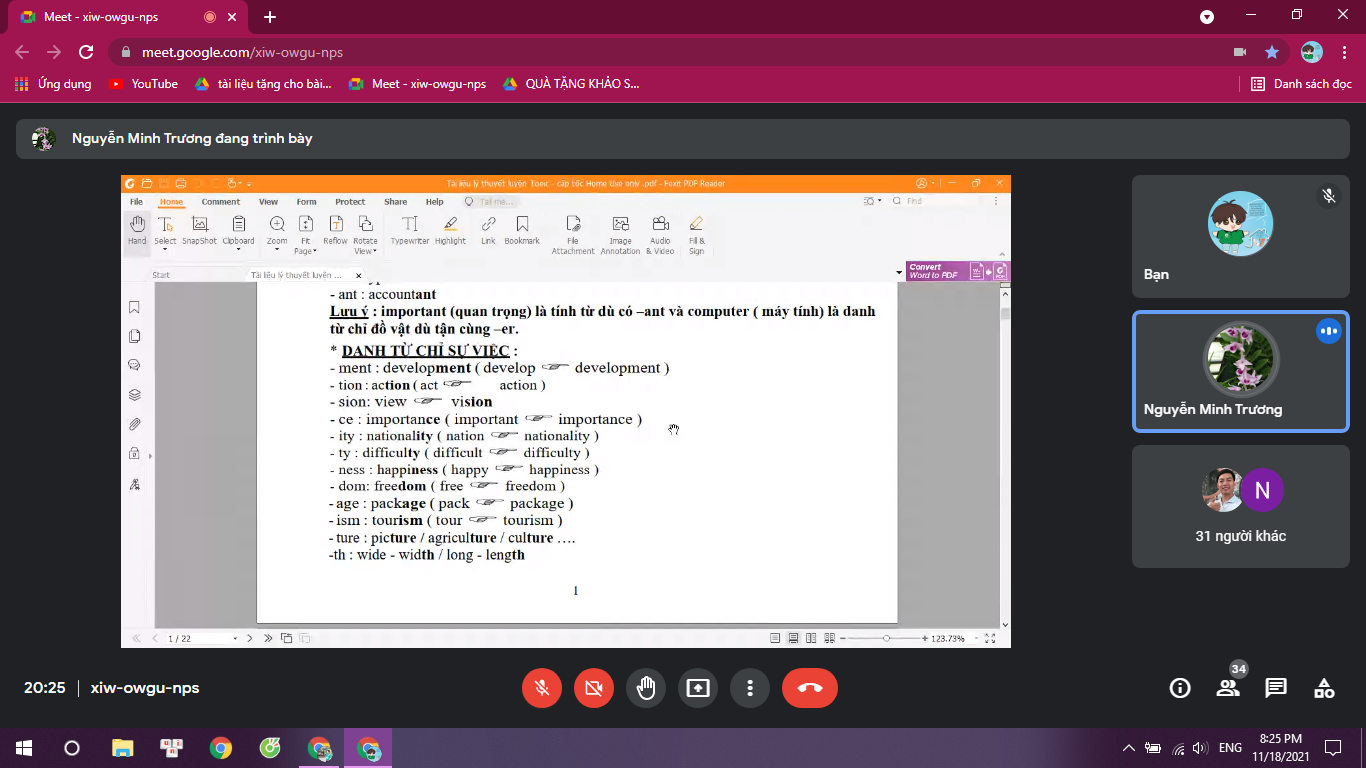 Meet - xiw-owgu-nps
meet.google.com/xiw-owgu-nps
Ứng dụng
YouTube
tài liệu tặng cho bài...
Meet - xiw-owgu-nps
QUÀ TẶNG KHẢO S...
Danh sách đọc
Nguyễn Minh Trương đang trình bày
File Home Comment View Form Protect Share Help Tell me... Find
Hand Select SnapShot Clipboard Zoom Fit Page Reflow Rotate View Typewriter Highlight Link Bookmark File Attachment Image Annotation Audio & Video Fill & Sign
Start
Tài liệu lý thuyết luyện ...
Convert
Word to PDF
- ant : accountant
Lưu ý : important (quan trọng) là tính từ dù có –ant và computer ( máy tính) là danh
từ chỉ đồ vật dù tận cùng –er.
* DANH TỪ CHỈ SỰ VIỆC :
- ment : development ( develop ☞ development )
- tion : action ( act ☞ action )
- sion: view ☞ vision
- ce : importance ( important ☞ importance )
- ity : nationality ( nation ☞ nationality )
- ty : difficulty ( difficult ☞ difficulty )
- ness : happiness ( happy ☞ happiness )
- dom: freedom ( free ☞ freedom )
- age : package ( pack ☞ package )
- ism : tourism ( tour ☞ tourism )
- ture : picture / agriculture / culture ….
-th : wide - width / long - length
1
1 / 22
123.73%
Bạn
Nguyễn Minh Trương
N
31 người khác
20:25 | xiw-owgu-nps
34
ENG
8:25 PM
11/18/2021